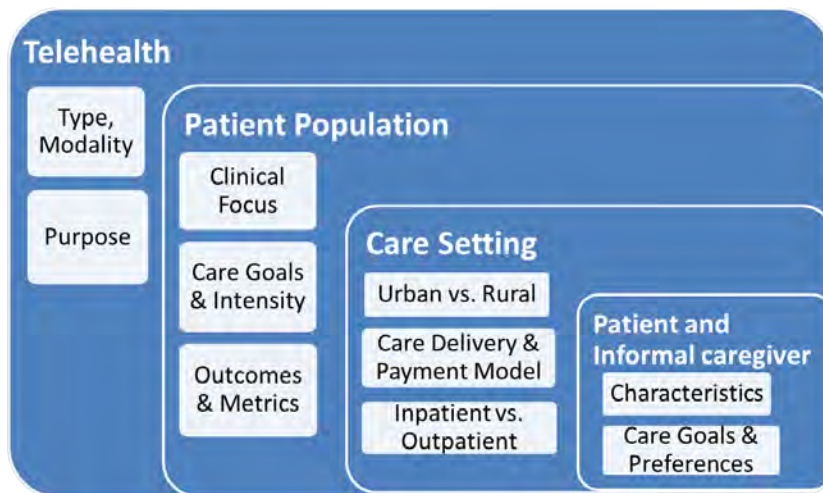 Telehealth
Type,
Modality
Purpose
Patient Population
Clinical
Focus
Care Goals
& Intensity
Outcomes
& Metrics
Care Setting
Urban vs. Rural
Care Delivery &
Payment Model
Inpatient vs.
Outpatient
Patient and
Informal caregiver
Characteristics
Care Goals &
Preferences